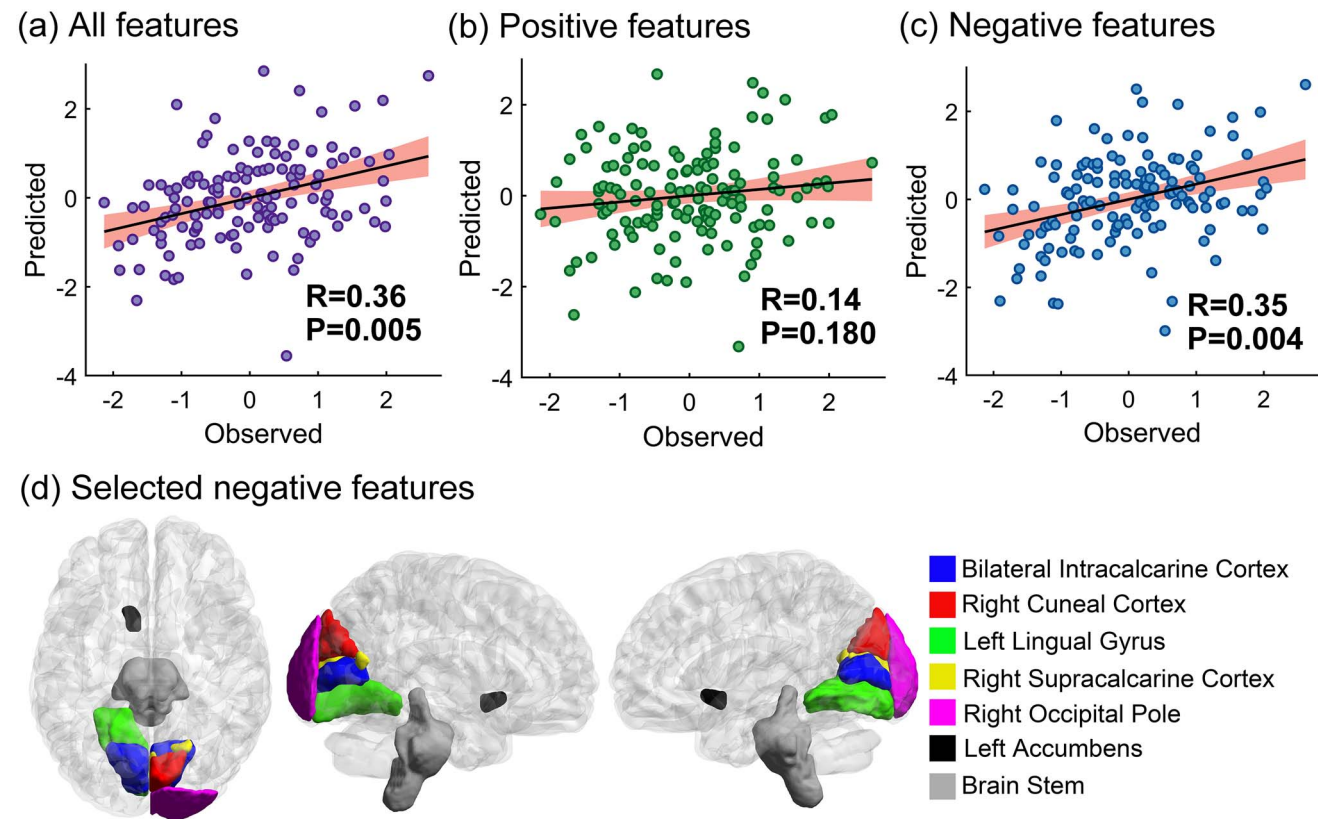 (a) All features
(b) Positive features
(c) Negative features
Predicted
2
0
-2
-4
R=0.36
P=0.005
-2 -1 0 1 2
Observed
Predicted
2
0
-2
-4
R=0.14
P=0.180
-2 -1 0 1 2
Observed
Predicted
2
0
-2
-4
R=0.35
P=0.004
-2 -1 0 1 2
Observed
(d) Selected negative features
Bilateral Intracalcarine Cortex
Right Cuneal Cortex
Left Lingual Gyrus
Right Supracalcarine Cortex
Right Occipital Pole
Left Accumbens
Brain Stem